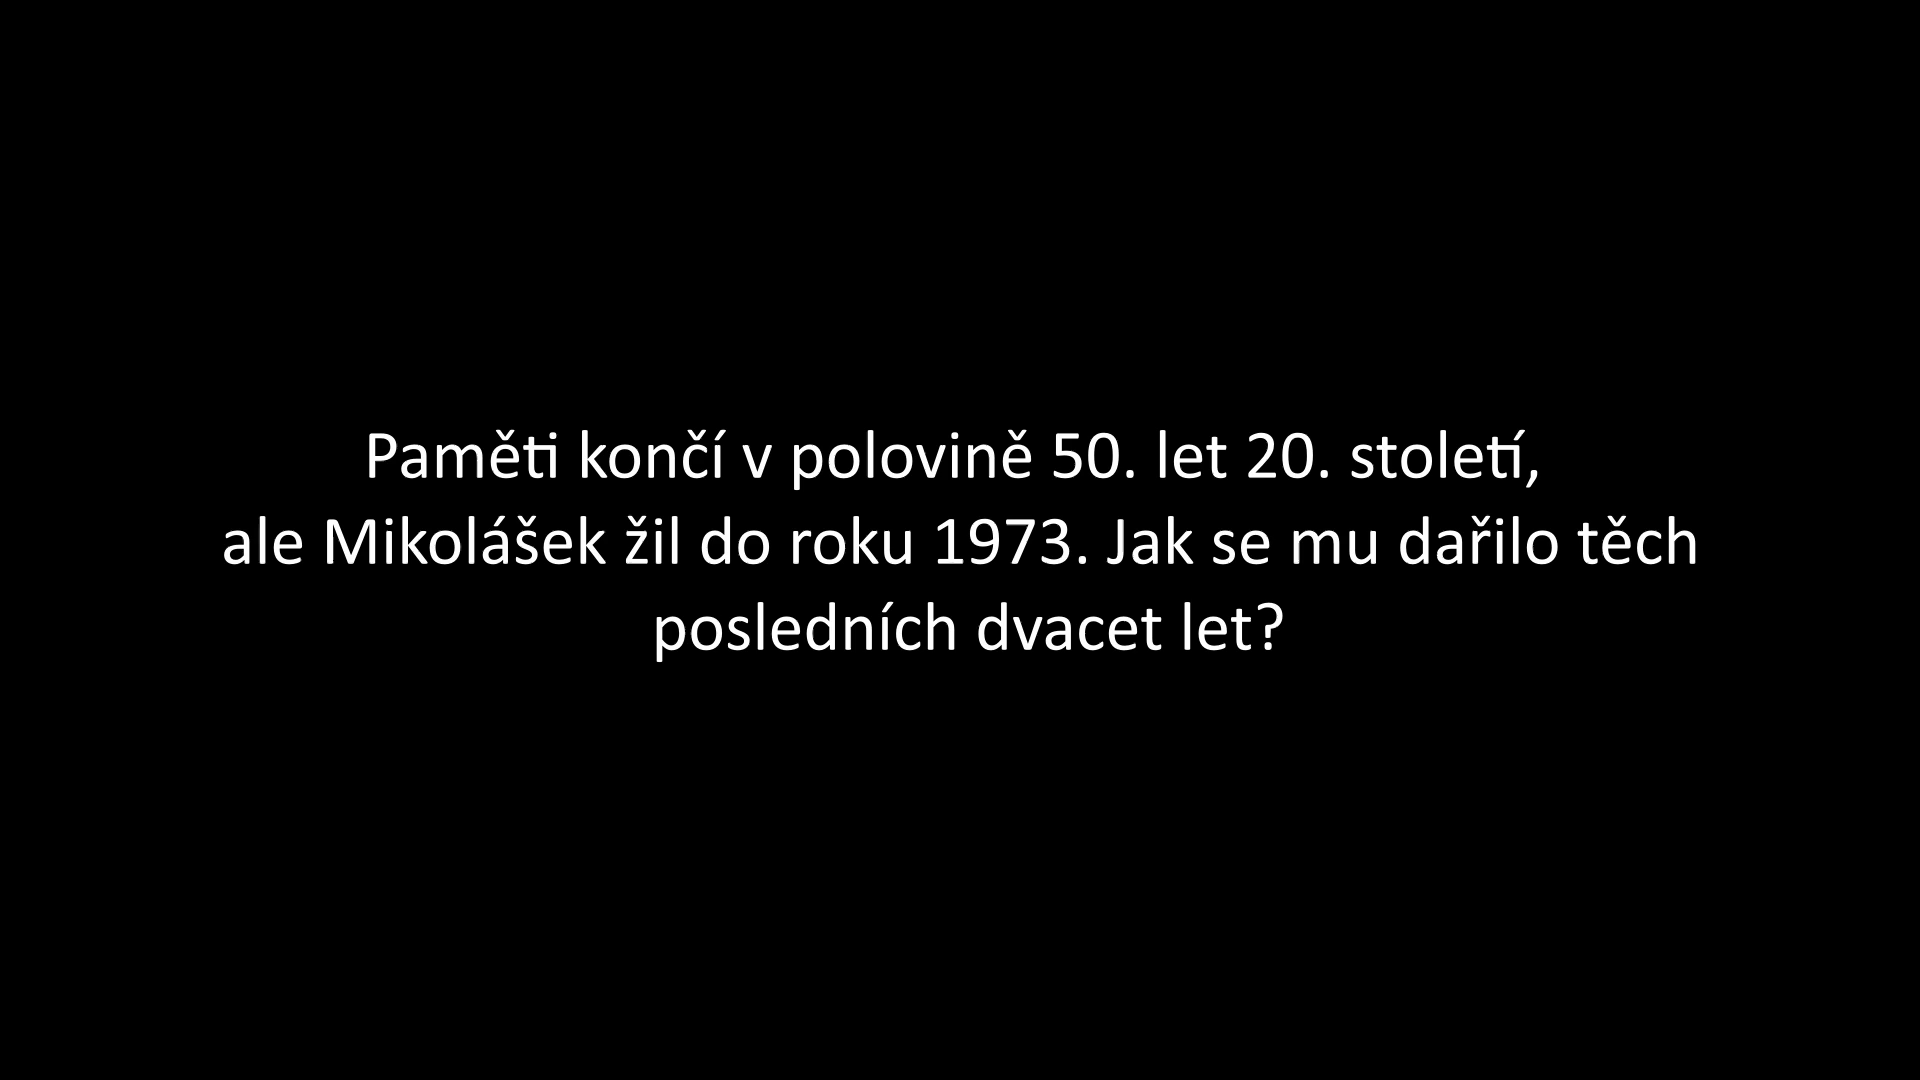 Paměti končí v polovině 50. let 20. století,
ale Mikolášek žil do roku 1973. Jak se mu dařilo těch
posledních dvacet let?